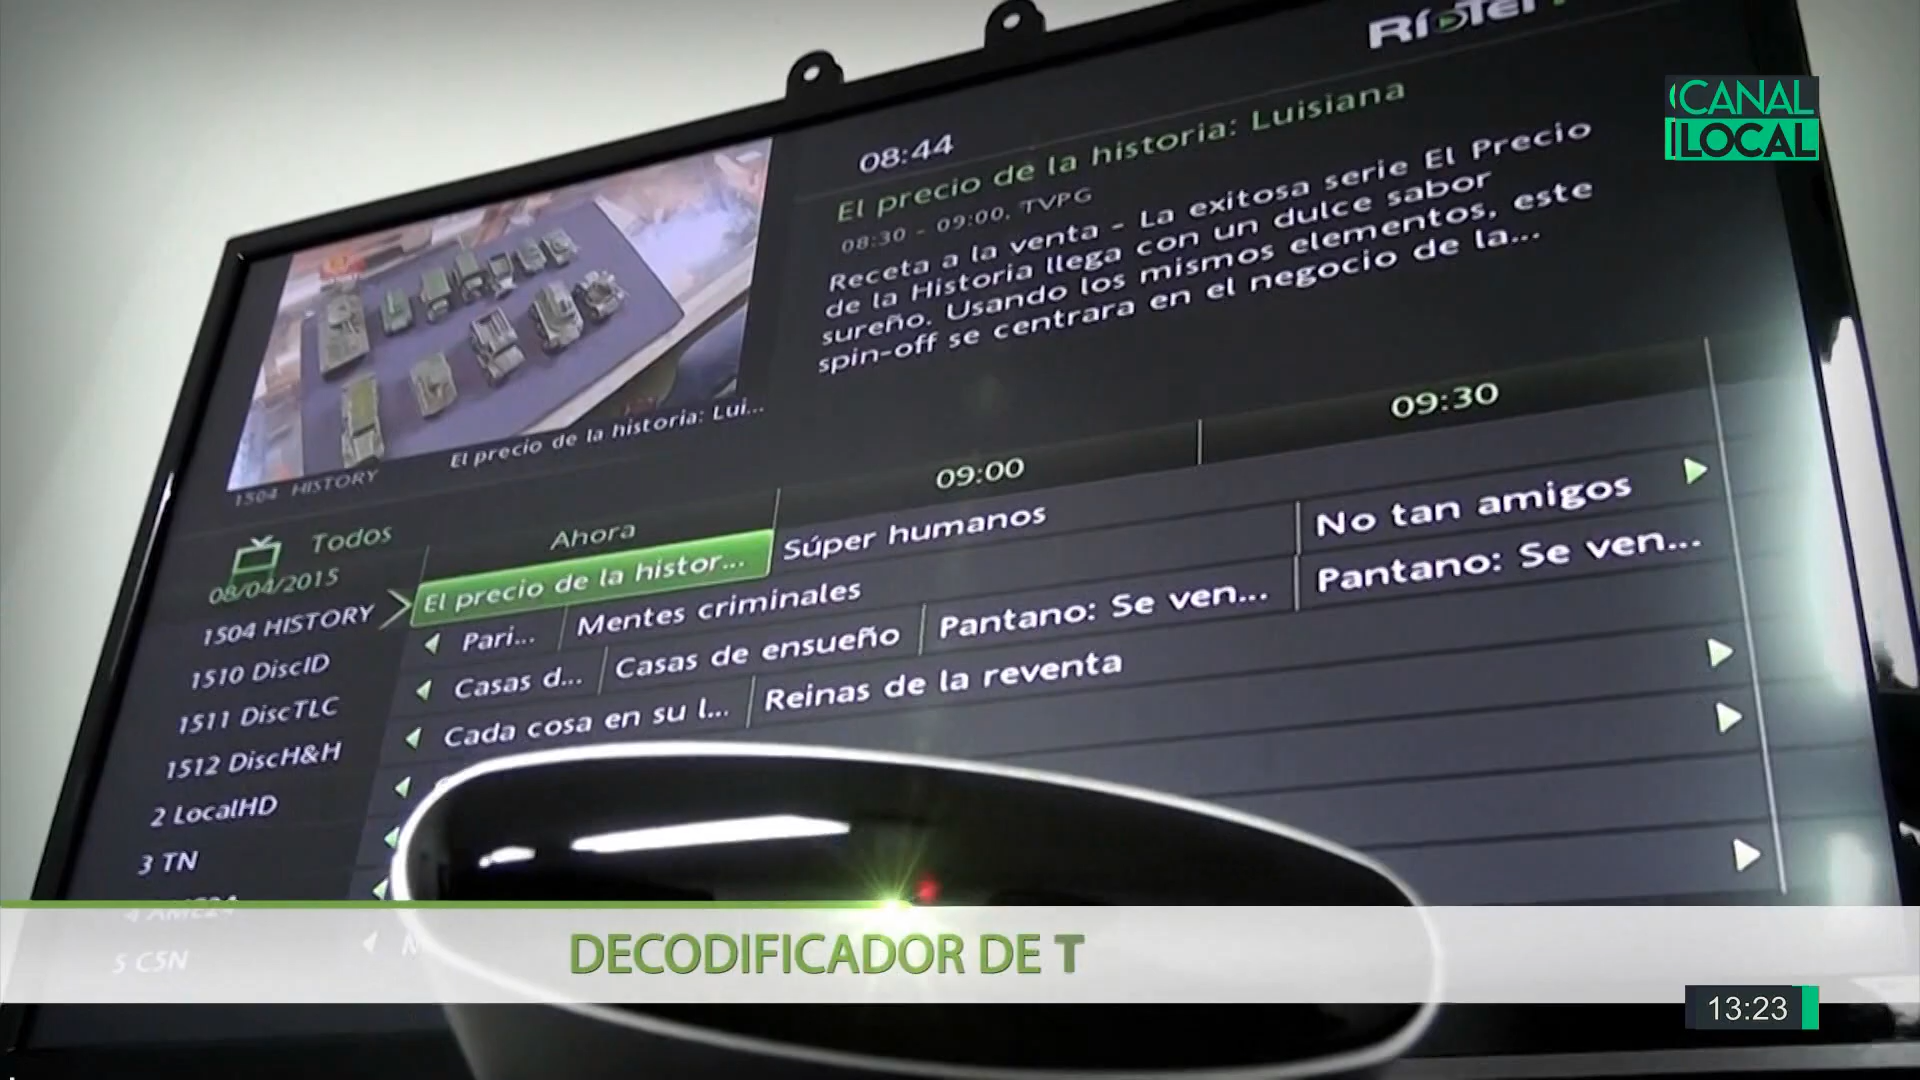 RíoTel
CANAL
LOCAL
08:44
El precio de la historia: Luisiana
08:30 - 09:00, TVPG
Receta a la venta - La exitosa serie El Precio
de la Historia llega con un dulce sabor
sureño. Usando los mismos elementos, este
spin-off se centrara en el negocio de la...
El precio de la historia: Lui...
1504 HISTORY
09:00
09:30
Todos
Ahora
08/04/2015
1504 HISTORY
El precio de la histor...
Súper humanos
No tan amigos
1510 DiscID
Pari...
Mentes criminales
1511 DiscTLC
Casas d...
Casas de ensueño
Pantano: Se ven...
Pantano: Se ven...
1512 DiscH&H
Cada cosa en su l...
Reinas de la reventa
2 LocalHD
3 TN
5 C5N
DECODIFICADOR DE T
13:23